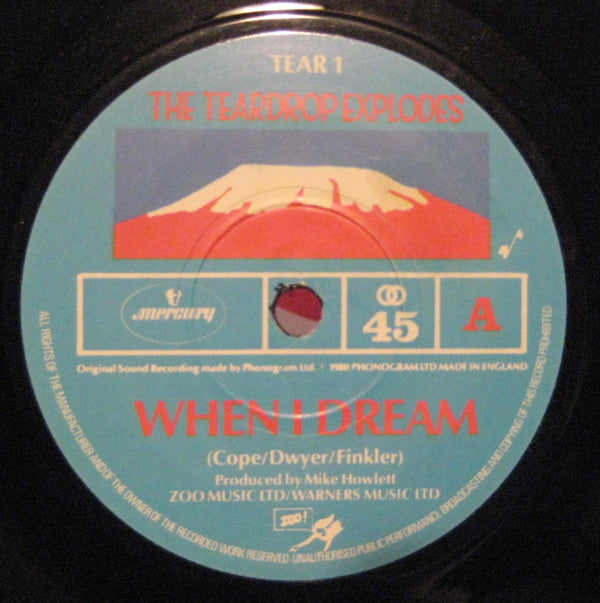 TEAR 1
THE TEARDROP EXPLODES
mercury
45
A
Original Sound Recording made by Phonogram Ltd. · 1980 PHONOGRAM LTD MADE IN ENGLAND
WHEN I DREAM
(Cope/Dwyer/Finkler)
Produced by Mike Howlett
ZOO MUSIC LTD/WARNERS MUSIC LTD
ZOO!
ALL RIGHTS OF THE MANUFACTURER AND OF THE OWNER OF THE RECORDED WORK RESERVED · UNAUTHORISED PUBLIC PERFORMANCE, BROADCASTING AND COPYING OF THIS RECORD PROHIBITED